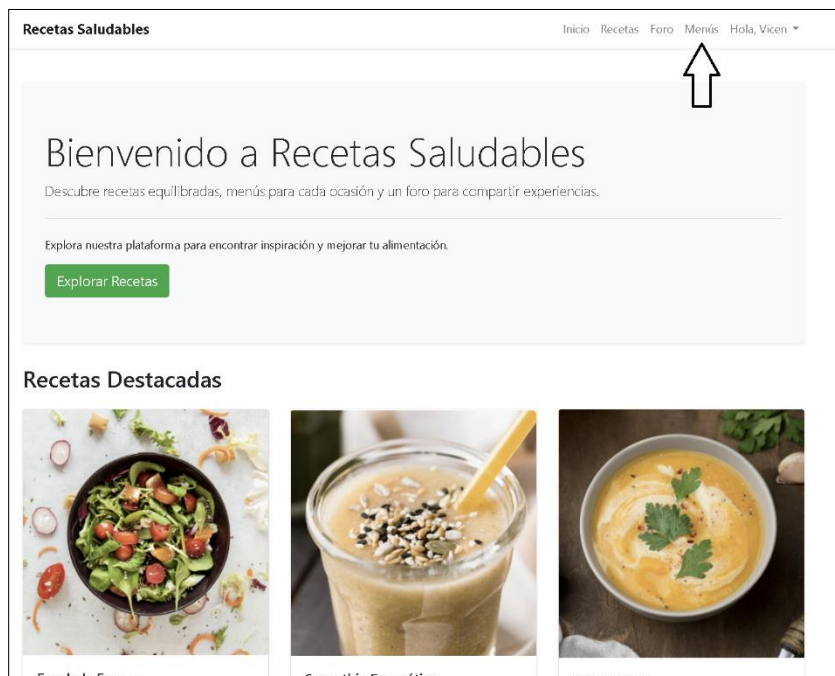 Recetas Saludables
Inicio Recetas Foro Menús Hola, Vicen
Bienvenido a Recetas Saludables
Descubre recetas equilibradas, menús para cada ocasión y un foro para compartir experiencias.
Explora nuestra plataforma para encontrar inspiración y mejorar tu alimentación.
Explorar Recetas
Recetas Destacadas